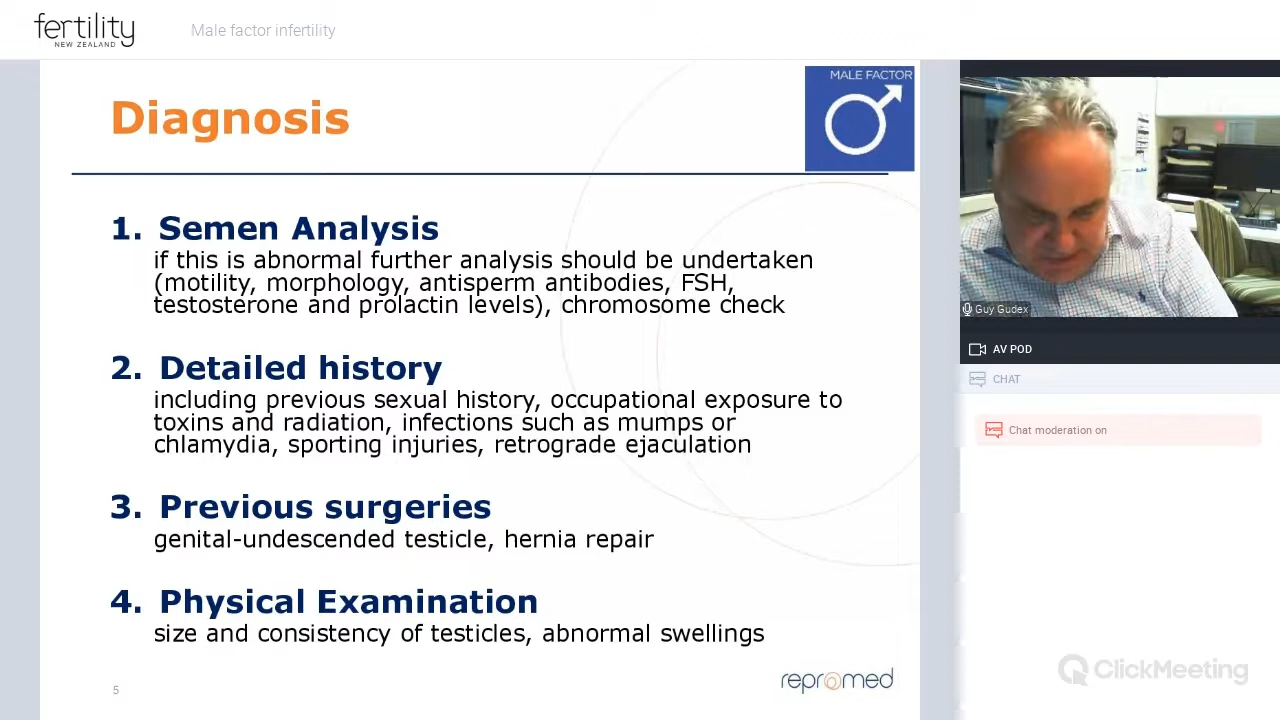 fertility
NEW ZEALAND
Male factor infertility
MALE FACTOR
Diagnosis
1. Semen Analysis
if this is abnormal further analysis should be undertaken
(motility, morphology, antisperm antibodies, FSH,
testosterone and prolactin levels), chromosome check
2. Detailed history
including previous sexual history, occupational exposure to
toxins and radiation, infections such as mumps or
chlamydia, sporting injuries, retrograde ejaculation
3. Previous surgeries
genital-undescended testicle, hernia repair
4. Physical Examination
size and consistency of testicles, abnormal swellings
5
repromed
Guy Gudex
AV POD
CHAT
Chat moderation on
ClickMeeting